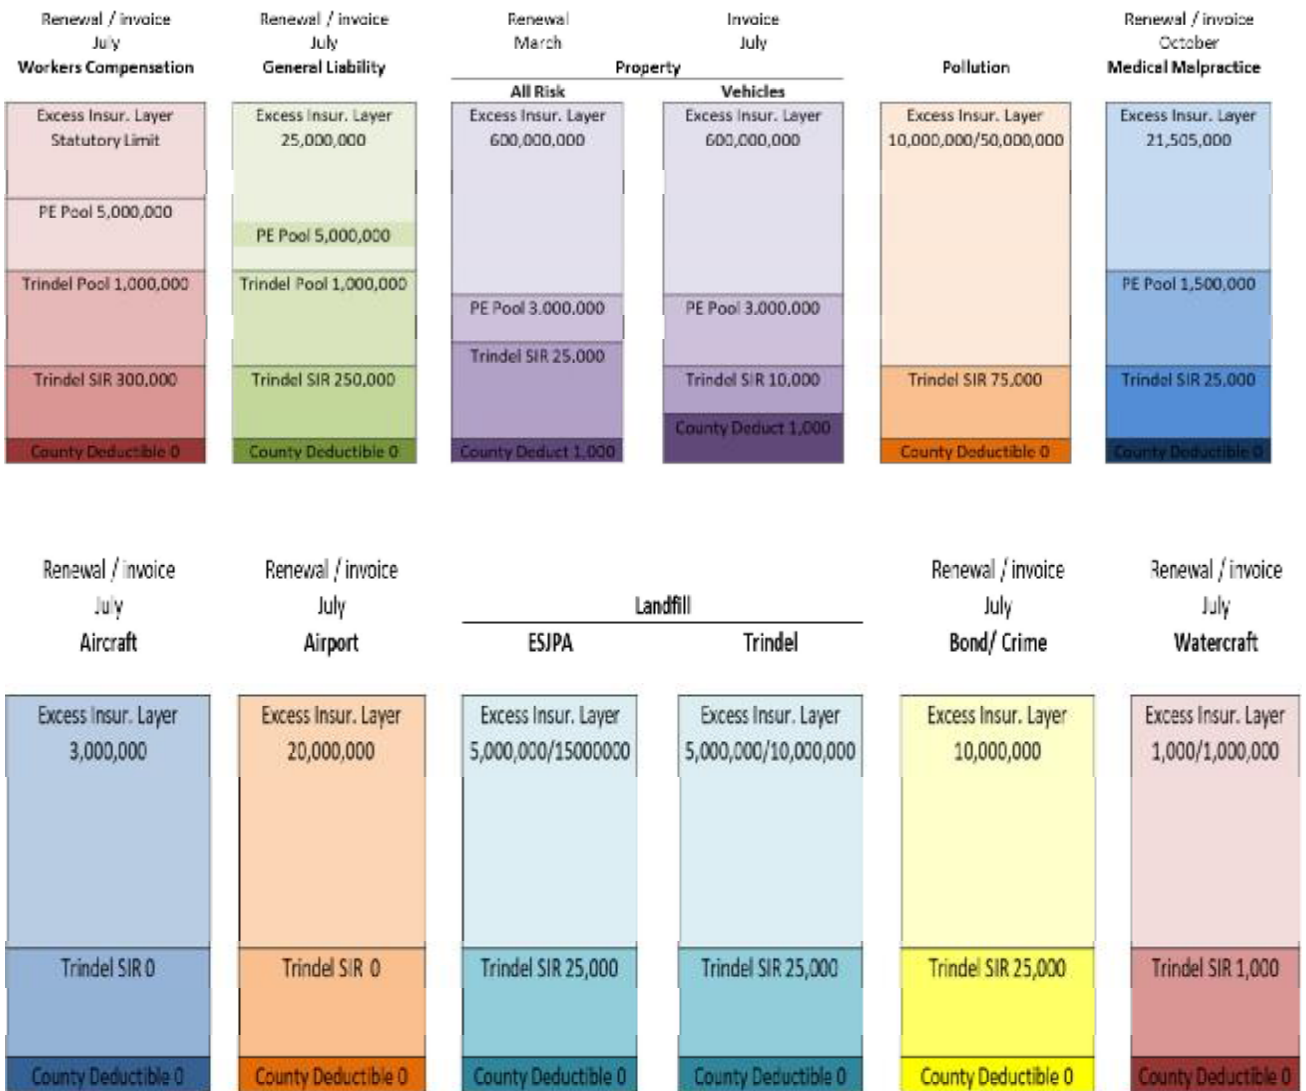 Renewal / invoice
July
Workers Compensation
Excess Insur. Layer
Statutory Limit
PE Pool 5,000,000
Trindel Pool 1,000,000
Trindel SIR 300,000
County Deductible 0
Renewal / invoice
July
General Liability
Excess Insur. Layer
25,000,000
PE Pool 5,000,000
Trindel Pool 1,000,000
Trindel SIR 250,000
County Deductible 0
Renewal
March
Invoice
July
Property
All Risk
Excess Insur. Layer
600,000,000
PE Pool 3.000.000
Trindel SIR 25.000
County Deduct 1,000
Vehicles
Excess Insur. Layer
600,000,000
PE Pool 3.000.000
Trindel SIR 10,000
County Deduct 1,000
Pollution
Excess Insur. Layer
10,000,000/50,000,000
Trindel SIR 75,000
County Deductible 0
Renewal / invoice
October
Medical Malpractice
Excess Insur. Layer
21,505,000
PE Pool 1,500,000
Trindel SIR 25.000
County Deductible 0
Renewal / invoice
July
Aircraft
Excess Insur. Layer
3,000,000
Trindel SIR 0
County Deductible 0
Renewal / invoice
July
Airport
Excess Insur. Layer
20,000,000
Trindel SIR 0
County Deductible 0
Landfill
ESJPA
Excess Insur. Layer
5,000,000/15000000
Trindel SIR 25,000
County Deductible 0
Trindel
Excess Insur. Layer
5,000,000/10,000,000
Trindel SIR 25,000
County Deductible 0
Renewal / invoice
July
Bond/ Crime
Excess Insur. Layer
10,000,000
Trindel SIR 25,000
County Deductible 0
Renewal / invoice
July
Watercraft
Excess Insur. Layer
1,000/1,000,000
Trindel SIR 1,000
County Deductible 0